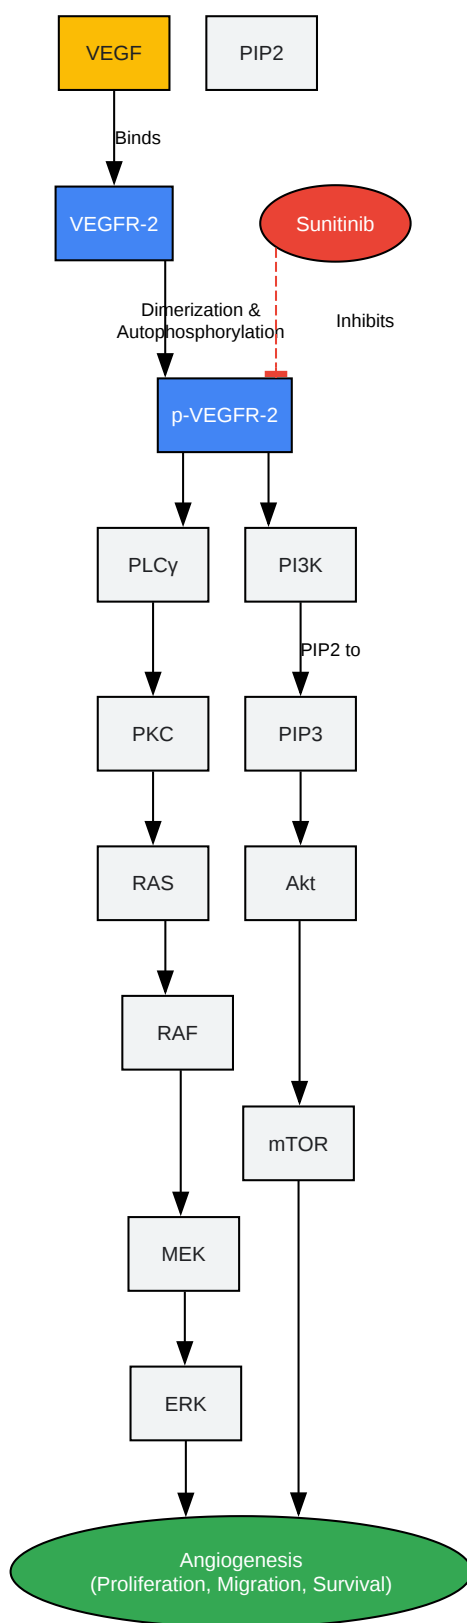 VEGF
PIP2
Binds
VEGFR-2
Sunitinib
Dimerization &
Autophosphorylation
Inhibits
p-VEGFR-2
PLCγ
PI3K
PIP2 to
PKC
PIP3
RAS
Akt
RAF
mTOR
MEK
ERK
Angiogenesis
(Proliferation, Migration, Survival)